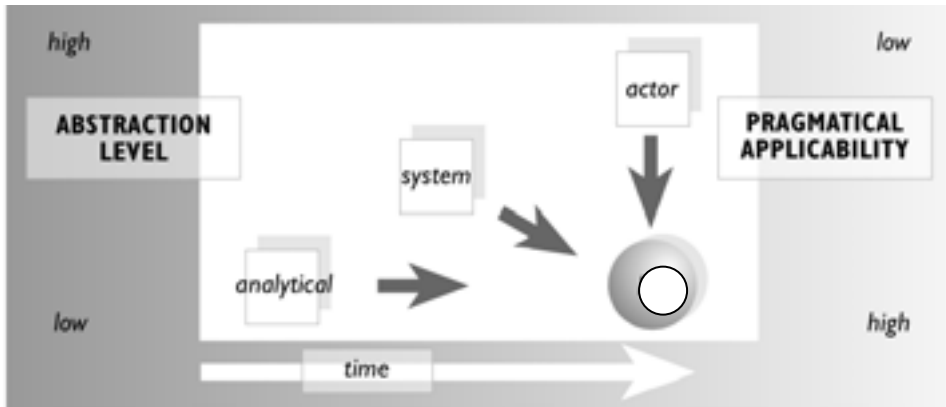 high
low
actor
ABSTRACTION
LEVEL
PRAGMATICAL
APPLICABILITY
system
analytical
low
high
time